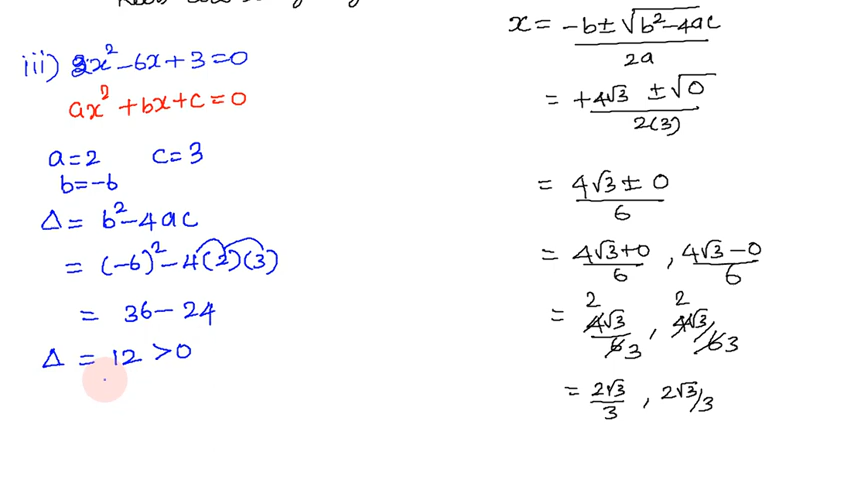 iii) 2x² - 6x + 3 = 0
ax² + bx + c = 0
a = 2 c = 3
b = -6
Δ = b² - 4ac
= (-6)² - 4(2)(3)
= 36 - 24
Δ = 12 > 0
x = -b ± √b² - 4ac / 2a
= +4√3 ± √0 / 2(3)
= 4√3 ± 0 / 6
= 4√3+0 / 6 , 4√3-0 / 6
2 2
= 4√3 / 6 3 , 4√3 / 6 3
= 2√3 / 3 , 2√3 / 3